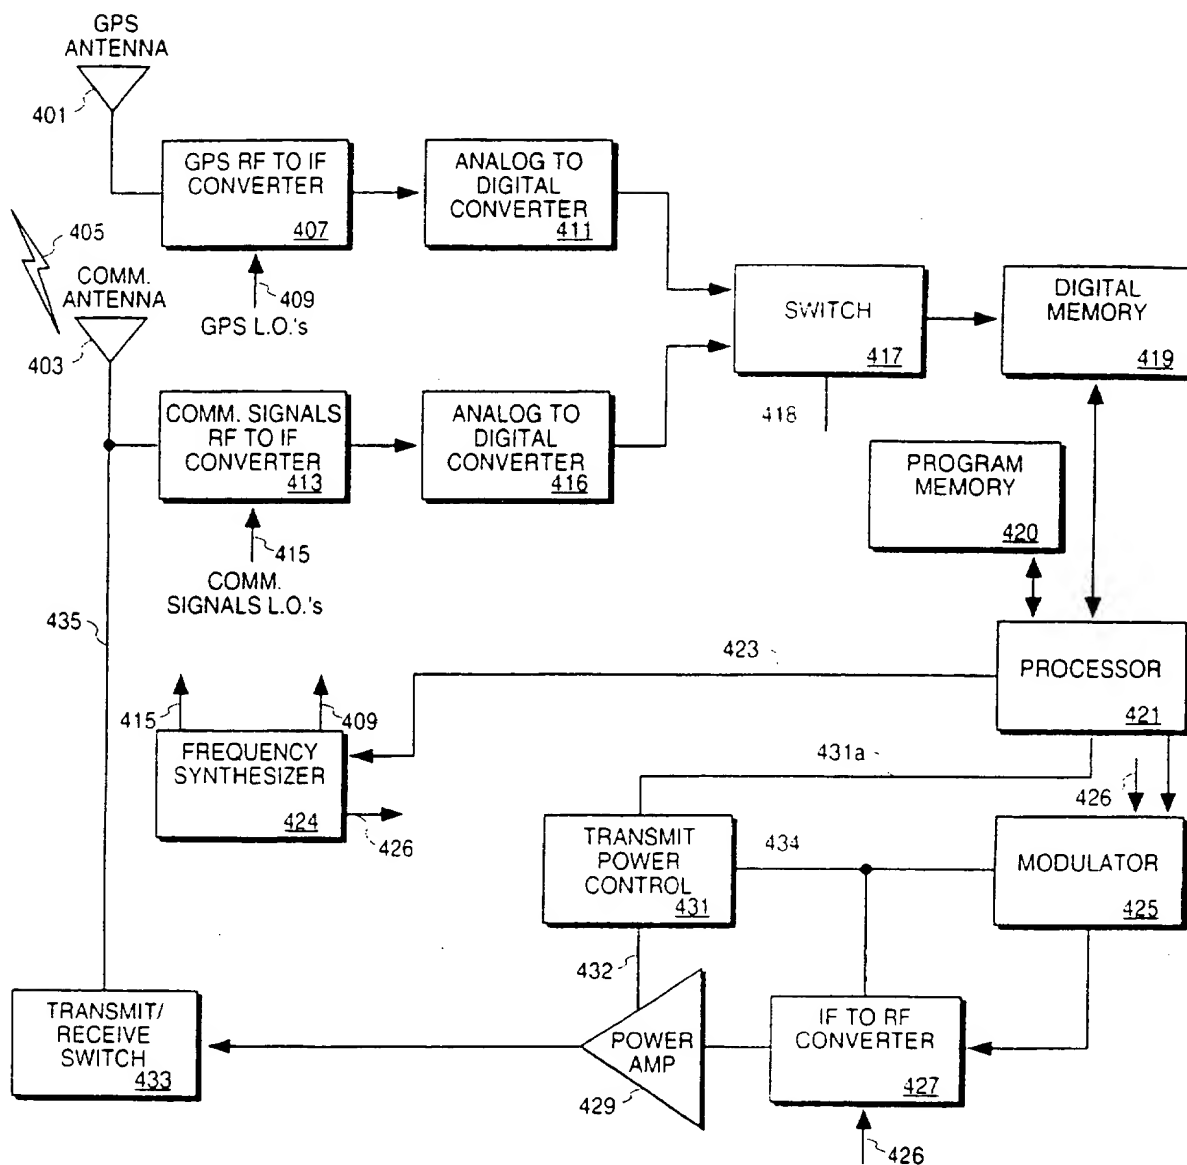 GPS
ANTENNA
401
GPS RF TO IF
CONVERTER
407
ANALOG TO
DIGITAL
CONVERTER
411
405
COMM.
ANTENNA
403
409
GPS L.O.'s
SWITCH
417
418
DIGITAL
MEMORY
419
COMM. SIGNALS
RF TO IF
CONVERTER
413
ANALOG TO
DIGITAL
CONVERTER
416
PROGRAM
MEMORY
420
415
COMM.
SIGNALS L.O.'s
435
423
PROCESSOR
421
415
409
FREQUENCY
SYNTHESIZER
424
426
431a
426
TRANSMIT
POWER
CONTROL
431
434
MODULATOR
425
432
TRANSMIT/
RECEIVE
SWITCH
433
POWER
AMP
429
IF TO RF
CONVERTER
427
426